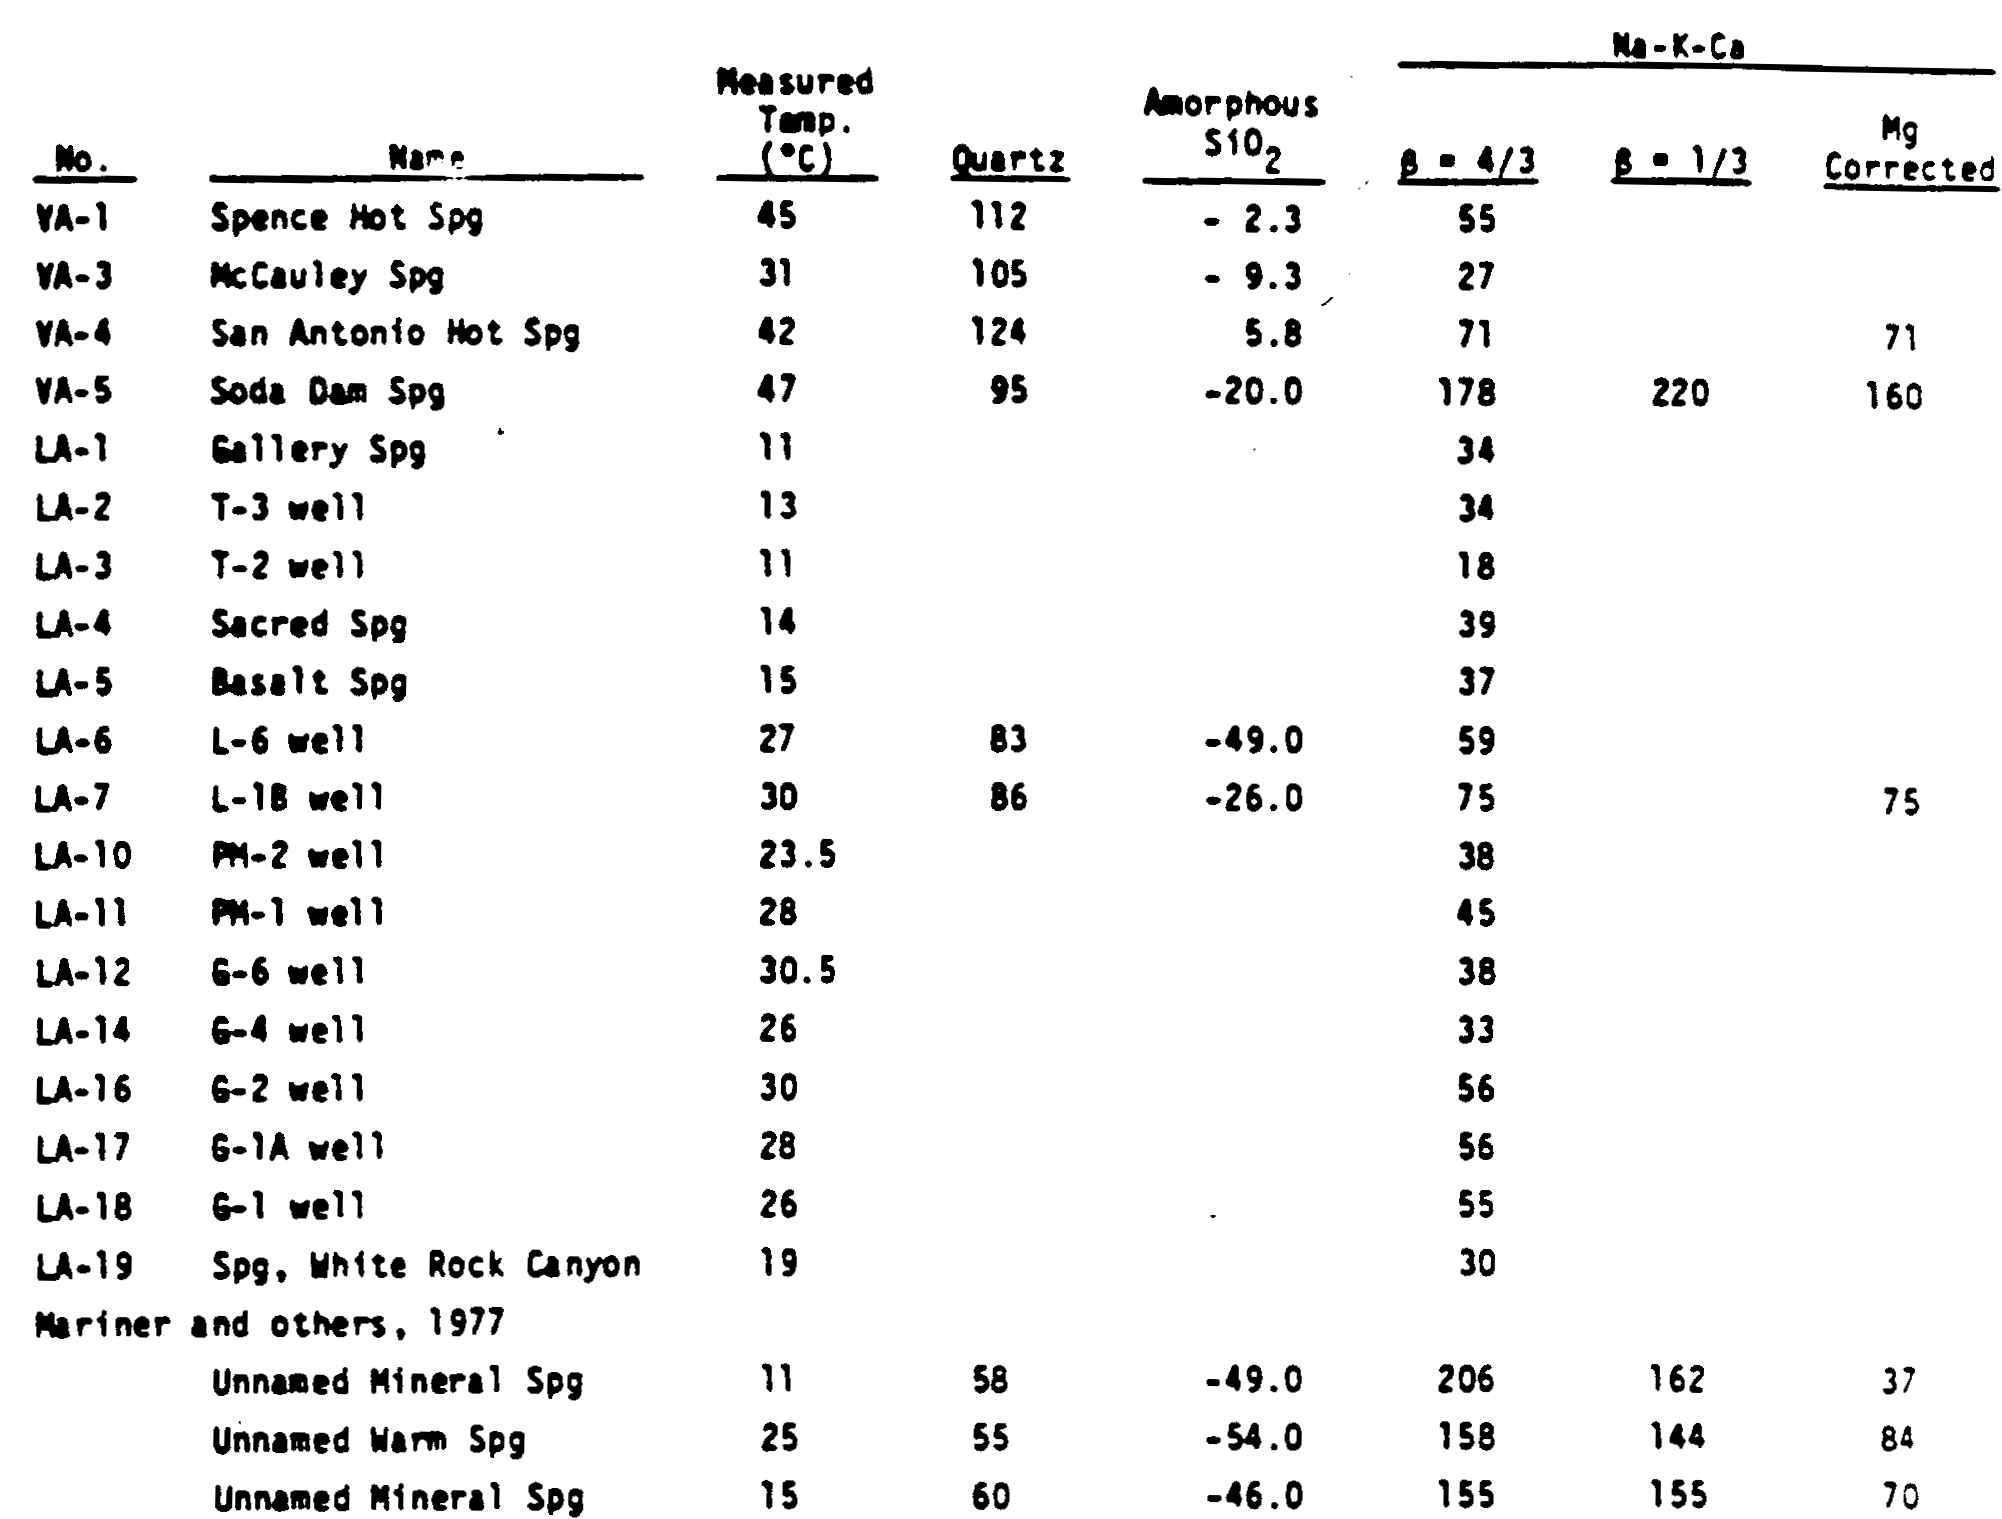 Na-K-Ca
Measured
Temp. Amorphous Mg
No. Name (°C) Quartz SiO2 β = 4/3 β = 1/3 Corrected
VA-1 Spence Hot Spg 45 112 - 2.3 55
VA-3 McCauley Spg 31 105 - 9.3 27
VA-4 San Antonio Hot Spg 42 124 5.8 71 71
VA-5 Soda Dam Spg 47 95 -20.0 178 220 160
LA-1 Gallery Spg 11 34
LA-2 T-3 well 13 34
LA-3 T-2 well 11 18
LA-4 Sacred Spg 14 39
LA-5 Basalt Spg 15 37
LA-6 L-6 well 27 83 -49.0 59
LA-7 L-1B well 30 86 -26.0 75 75
LA-10 PM-2 well 23.5 38
LA-11 PM-1 well 28 45
LA-12 G-6 well 30.5 38
LA-14 G-4 well 26 33
LA-16 G-2 well 30 56
LA-17 G-1A well 28 56
LA-18 G-1 well 26 55
LA-19 Spg, White Rock Canyon 19 30
Mariner and others, 1977
Unnamed Mineral Spg 11 58 -49.0 206 162 37
Unnamed Warm Spg 25 55 -54.0 158 144 84
Unnamed Mineral Spg 15 60 -46.0 155 155 70